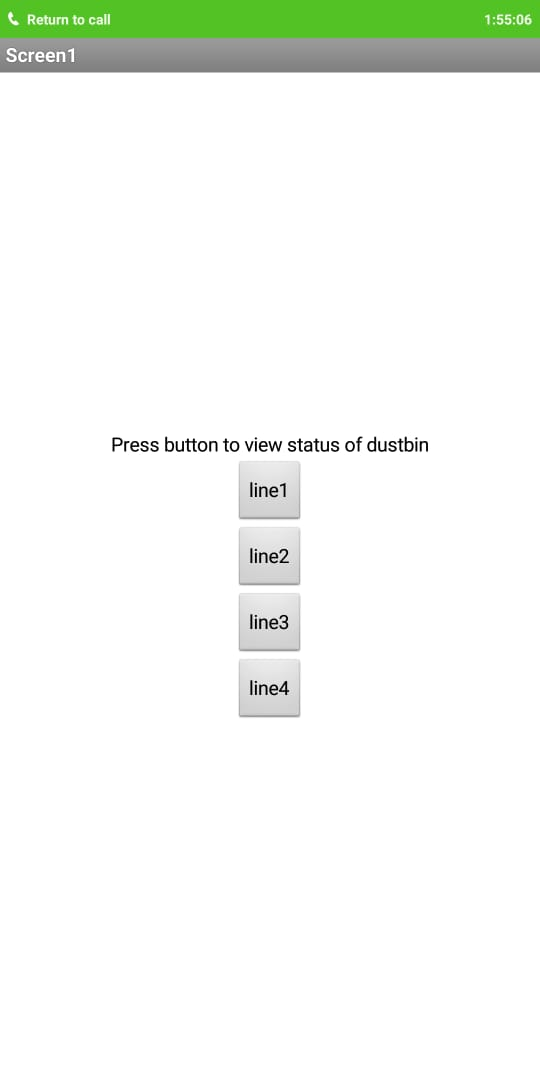 Return to call 1:55:06
Screen1
Press button to view status of dustbin
line1
line2
line3
line4